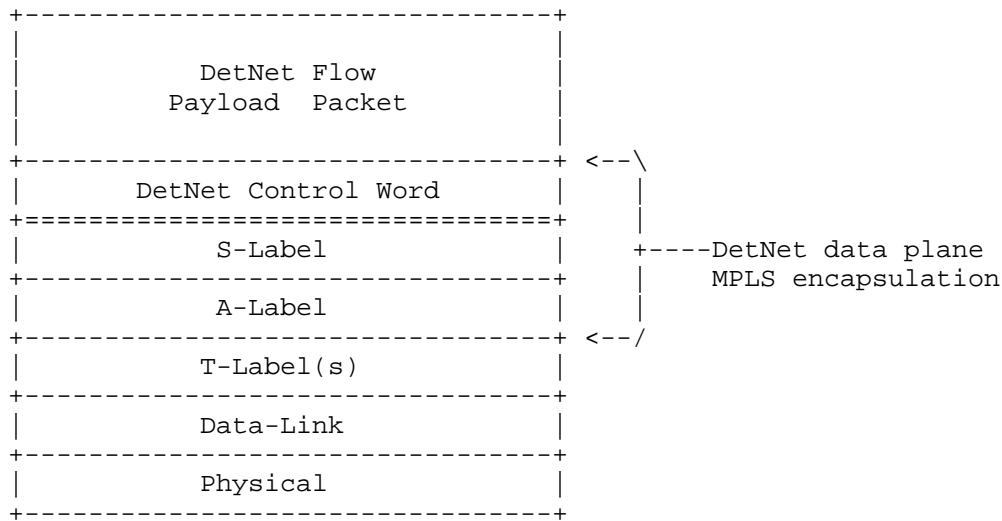 DetNet Flow
Payload Packet
<--\
DetNet Control Word
S-Label
+----DetNet data plane
MPLS encapsulation
A-Label
<--/
T-Label(s)
Data-Link
Physical